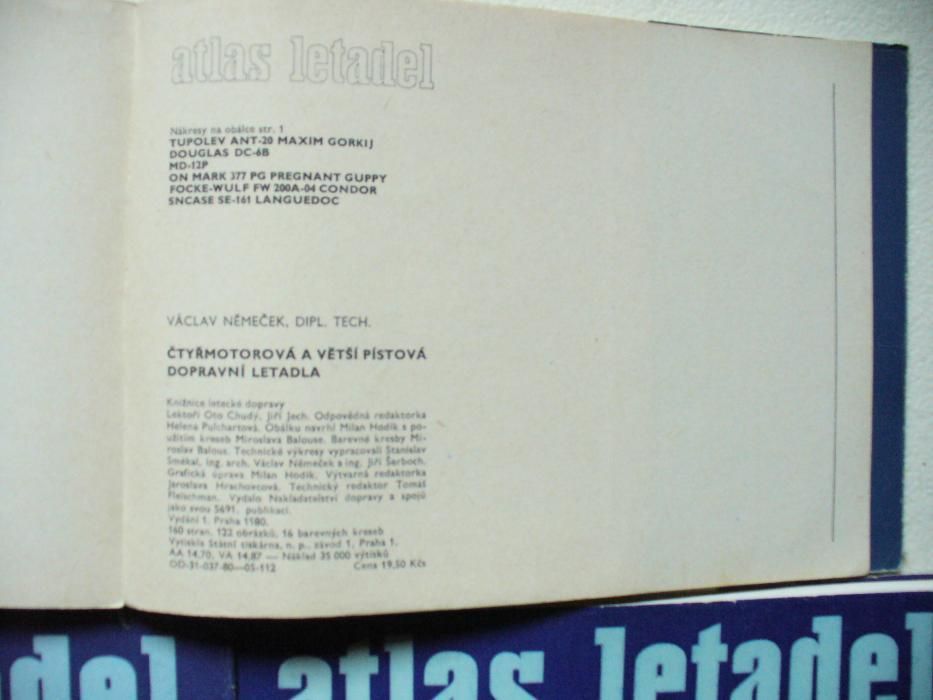 atlas letadel
Nákresy na obálce str. 1
TUPOLEV ANT-20 MAXIM GORKIJ
DOUGLAS DC-6B
MD-12P
ON MARK 377 PG PREGNANT GUPPY
FOCKE-WULF FW 200A-04 CONDOR
SNCASE SE-161 LANGUEDOC
VÁCLAV NĚMEČEK, DIPL. TECH.
ČTYŘMOTOROVÁ A VĚTŠÍ PÍSTOVÁ
DOPRAVNÍ LETADLA
Knižnice letecké dopravy
Lektoři Oto Chudý, Jiří Jech. Odpovědná redaktorka
Helena Pulchartová. Obálku navrhl Milan Hodík s po-
užitím kreseb Miroslava Balouse. Barevné kresby Mi-
roslav Balous. Technické výkresy vypracovali Stanislav
Smékal, ing. arch. Václav Němeček a ing. Jiří Šerboch.
Grafická úprava Milan Hodík. Výtvarná redaktorka
Jaroslava Hrachovcová. Technický redaktor Tomáš
Fleischman. Vydalo Nakladatelství dopravy a spojů
jako svou 5691. publikaci.
Vydání 1. Praha 1980.
160 stran, 122 obrázků, 16 barevných kreseb
Vytiskla Státní tiskárna, n. p., závod 1, Praha 1.
AA 14,70, VA 14,87 — Náklad 35 000 výtisků
OD-31-037-80—05-112 Cena 19,50 Kčs
adel atlas letadel